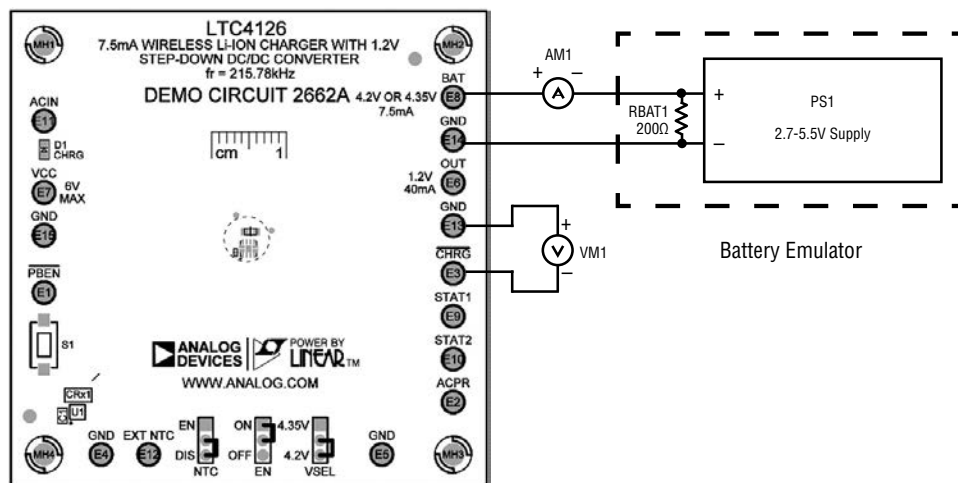 LTC4126
7.5mA WIRELESS Li-ION CHARGER WITH 1.2V
STEP-DOWN DC/DC CONVERTER
fr = 215.78kHz
DEMO CIRCUIT 2662A
MH1
MH2
ACIN
E11
D1
CHRG
VCC
E7
6V
MAX
GND
E15
PBEN
E1
S1
CRx1
U1
cm 1
BAT
E8
4.2V OR 4.35V
7.5mA
GND
E14
OUT
1.2V
40mA
E6
GND
E13
CHRG
E3
STAT1
E9
STAT2
E10
ACPR
E2
ANALOG
DEVICES
POWER BY
LINEAR TM
WWW.ANALOG.COM
MH4
GND
E4
EXT NTC
E12
EN
DIS
NTC
ON
OFF
EN
4.35V
4.2V
VSEL
GND
E5
MH3
AM1
+ −
A
RBAT1
200Ω
+
−
PS1
2.7-5.5V Supply
+
V
−
VM1
Battery Emulator